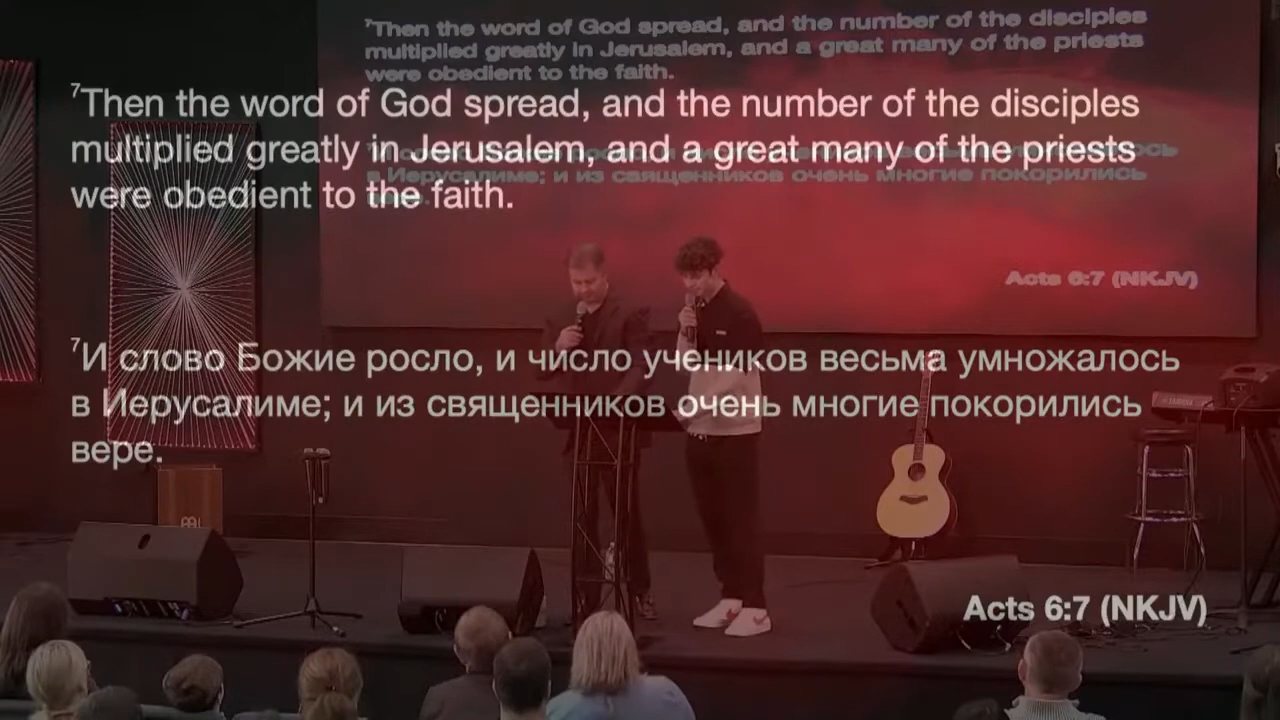 ⁷Then the word of God spread, and the number of the disciples
multiplied greatly in Jerusalem, and a great many of the priests
were obedient to the faith.
Acts 6:7 (NKJV)
⁷Then the word of God spread, and the number of the disciples
multiplied greatly in Jerusalem, and a great many of the priests
were obedient to the faith.
в Иерусалиме; и из священников очень многие покорились
⁷И слово Божие росло, и число учеников весьма умножалось
в Иерусалиме; и из священников очень многие покорились
вере.
Acts 6:7 (NKJV)